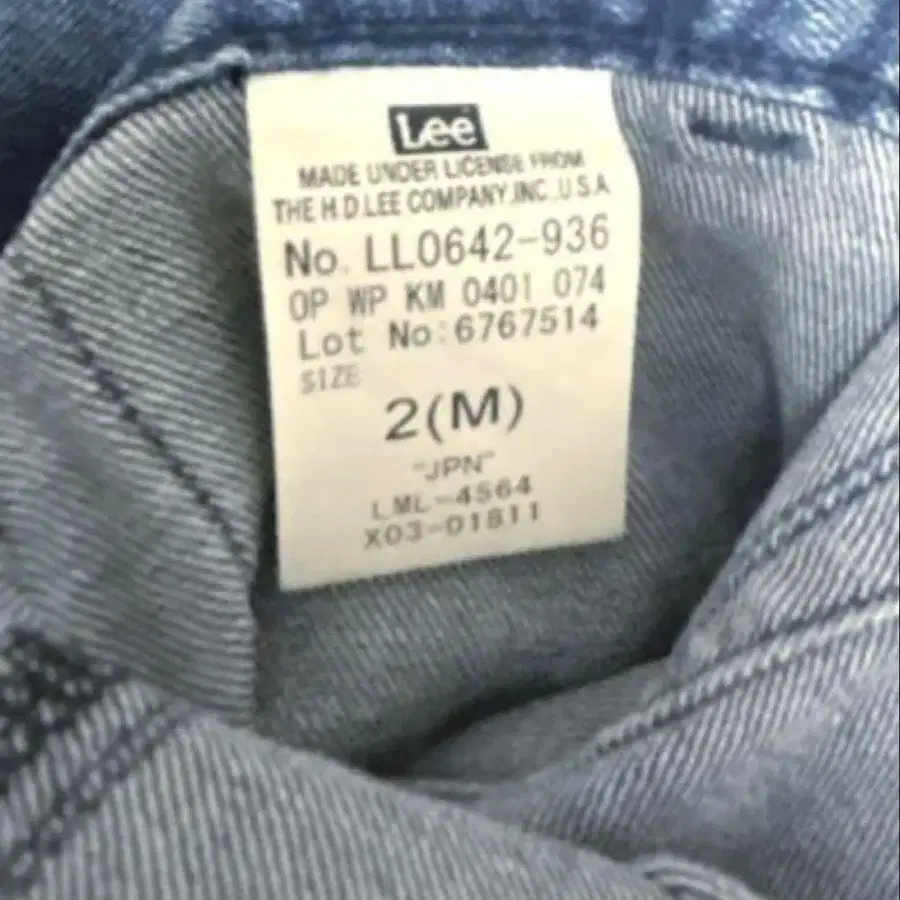 Lee
MADE UNDER LICENSE FROM
THE H.D.LEE COMPANY,INC.,U.S.A
No. LL0642-936
OP WP KM 0401 074
Lot No:6767514
SIZE
2(M)
"JPN"
LML-4564
X03-01811